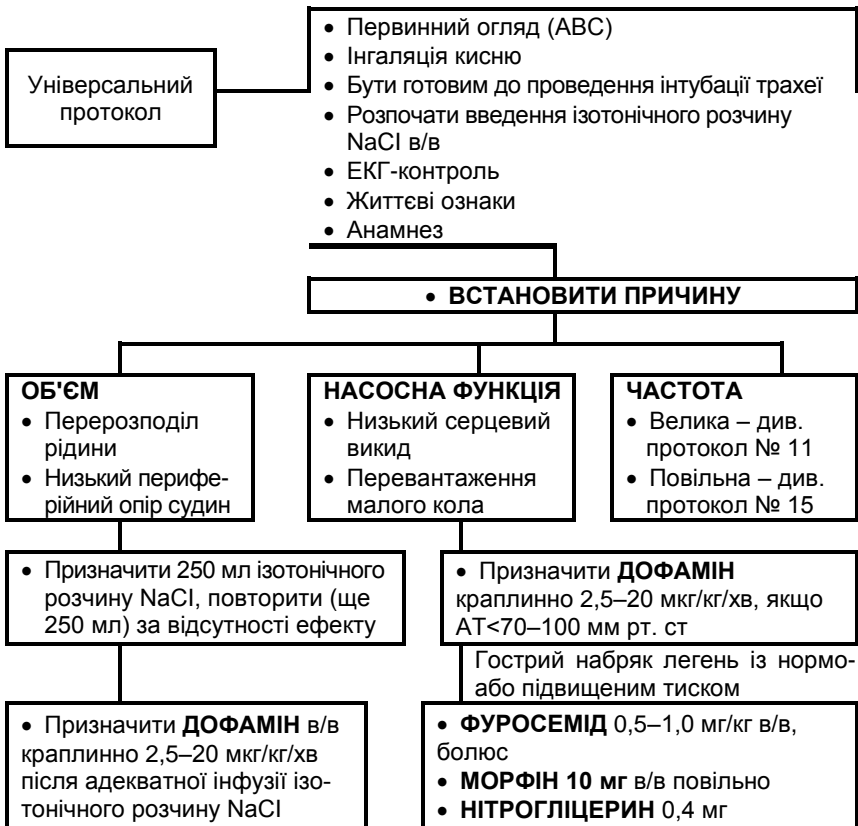 Універсальний
протокол
• Первинний огляд (АВС)
• Інгаляція кисню
• Бути готовим до проведення інтубації трахеї
• Розпочати введення ізотонічного розчину
NaCl в/в
• ЕКГ-контроль
• Життєві ознаки
• Анамнез
• ВСТАНОВИТИ ПРИЧИНУ
ОБ'ЄМ
• Перерозподіл
рідини
• Низький перифе-
рійний опір судин
НАСОСНА ФУНКЦІЯ
• Низький серцевий
викид
• Перевантаження
малого кола
ЧАСТОТА
• Велика – див.
протокол № 11
• Повільна – див.
протокол № 15
• Призначити 250 мл ізотонічного
розчину NaCl, повторити (ще
250 мл) за відсутності ефекту
• Призначити ДОФАМІН
краплинно 2,5–20 мкг/кг/хв, якщо
АТ<70–100 мм рт. ст
Гострий набряк легень із нормо-
або підвищеним тиском
• Призначити ДОФАМІН в/в
краплинно 2,5–20 мкг/кг/хв
після адекватної інфузії ізо-
тонічного розчину NaCl
• ФУРОСЕМІД 0,5–1,0 мг/кг в/в,
болюс
• МОРФІН 10 мг в/в повільно
• НІТРОГЛІЦЕРИН 0,4 мг